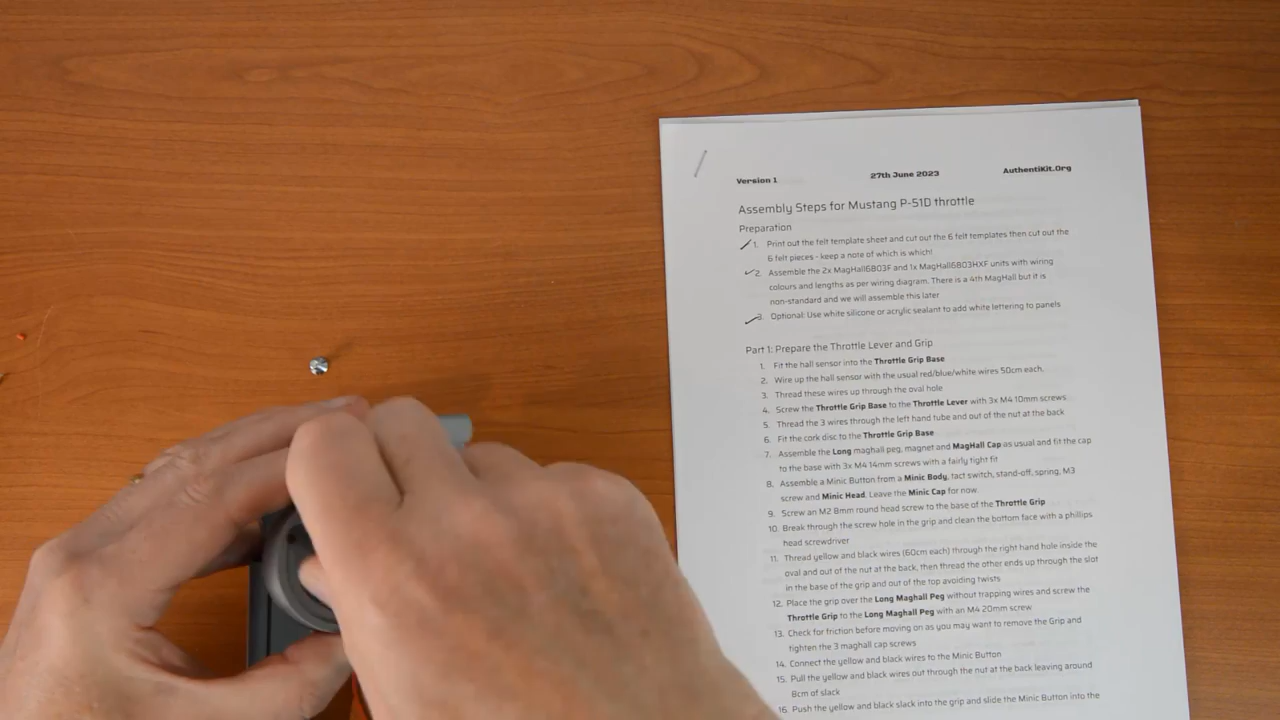 Version 1 27th June 2023 AuthentiKit.Org
Assembly Steps for Mustang P-51D throttle
Preparation
1. Print out the felt template sheet and cut out the 6 felt templates then cut out the
6 felt pieces - keep a note of which is which!
2. Assemble the 2x MagHall6803F and 1x MagHall6803HXF units with wiring
colours and lengths as per wiring diagram. There is a 4th MagHall but it is
non-standard and we will assemble this later
3. Optional: Use white silicone or acrylic sealant to add white lettering to panels
Part 1: Prepare the Throttle Lever and Grip
1. Fit the hall sensor into the Throttle Grip Base
2. Wire up the hall sensor with the usual red/blue/white wires 50cm each.
3. Thread these wires up through the oval hole
4. Screw the Throttle Grip Base to the Throttle Lever with 3x M4 10mm screws
5. Thread the 3 wires through the left hand tube and out of the nut at the back
6. Fit the cork disc to the Throttle Grip Base
7. Assemble the Long maghall peg, magnet and MagHall Cap as usual and fit the cap
to the base with 3x M4 14mm screws with a fairly tight fit
8. Assemble a Minic Button from a Minic Body, tact switch, stand-off, spring, M3
screw and Minic Head. Leave the Minic Cap for now.
9. Screw an M2 8mm round head screw to the base of the Throttle Grip
10. Break through the screw hole in the grip and clean the bottom face with a phillips
head screwdriver
11. Thread yellow and black wires (60cm each) through the right hand hole inside the
oval and out of the nut at the back, then thread the other ends up through the slot
in the base of the grip and out of the top avoiding twists
12. Place the grip over the Long Maghall Peg without trapping wires and screw the
Throttle Grip to the Long Maghall Peg with an M4 20mm screw
13. Check for friction before moving on as you may want to remove the Grip and
tighten the 3 maghall cap screws
14. Connect the yellow and black wires to the Minic Button
15. Pull the yellow and black wires out through the nut at the back leaving around
8cm of slack
16. Push the yellow and black slack into the grip and slide the Minic Button into the